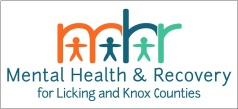 mhr
Mental Health & Recovery
for Licking and Knox Counties